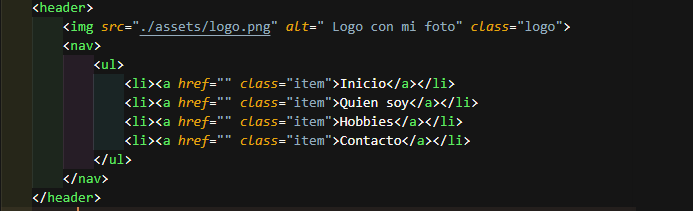 <header>
<img src="./assets/logo.png" alt=" Logo con mi foto" class="logo">
<nav>
<ul>
<li><a href="" class="item">Inicio</a></li>
<li><a href="" class="item">Quien soy</a></li>
<li><a href="" class="item">Hobbies</a></li>
<li><a href="" class="item">Contacto</a></li>
</ul>
</nav>
</header>